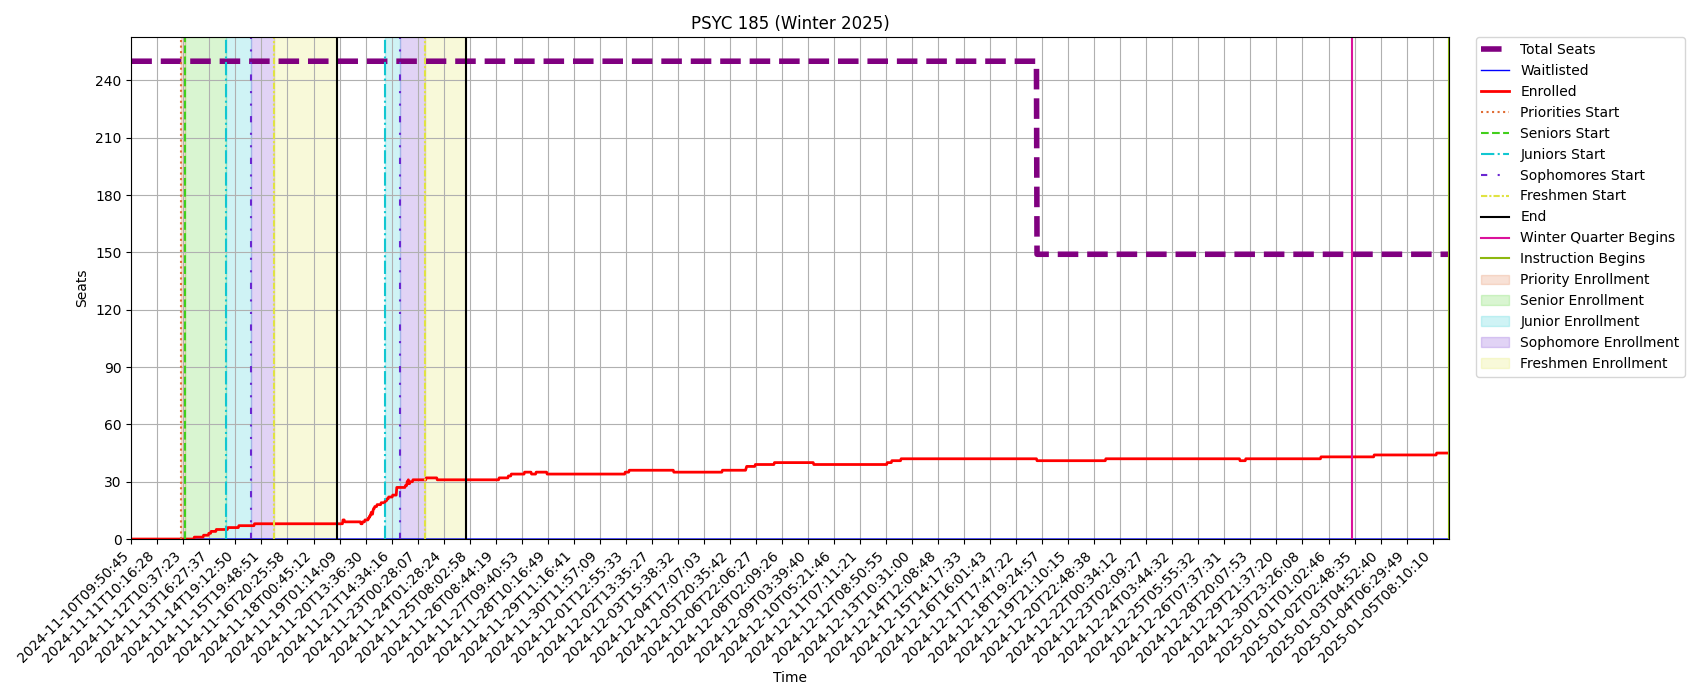 PSYC 185 (Winter 2025)
Seats
240
210
180
150
120
90
60
30
0
2024-11-10T09:50:45
2024-11-11T10:16:28
2024-11-12T10:37:23
2024-11-13T16:27:37
2024-11-14T19:12:50
2024-11-15T19:48:51
2024-11-16T20:25:58
2024-11-18T00:45:12
2024-11-19T01:14:09
2024-11-20T13:36:30
2024-11-21T14:34:16
2024-11-23T00:28:07
2024-11-24T01:28:24
2024-11-25T08:02:58
2024-11-26T08:44:19
2024-11-27T09:40:53
2024-11-28T10:16:49
2024-11-29T11:16:41
2024-11-30T11:57:09
2024-12-01T12:55:33
2024-12-02T13:35:27
2024-12-03T15:38:32
2024-12-04T17:07:03
2024-12-05T20:35:42
2024-12-06T22:06:27
2024-12-08T02:09:26
2024-12-09T03:39:40
2024-12-10T05:21:46
2024-12-11T07:11:21
2024-12-12T08:50:55
2024-12-13T10:31:00
2024-12-14T12:08:48
2024-12-15T14:17:33
2024-12-16T16:01:43
2024-12-17T17:47:22
2024-12-18T19:24:57
2024-12-19T21:10:15
2024-12-20T22:48:38
2024-12-22T00:34:12
2024-12-23T02:09:27
2024-12-24T03:44:32
2024-12-25T05:55:32
2024-12-26T07:37:31
2024-12-28T20:07:53
2024-12-29T21:37:20
2024-12-30T23:26:08
2025-01-01T01:02:46
2025-01-02T02:48:35
2025-01-03T04:52:40
2025-01-04T06:29:49
2025-01-05T08:10:10
Time
Total Seats
Waitlisted
Enrolled
Priorities Start
Seniors Start
Juniors Start
Sophomores Start
Freshmen Start
End
Winter Quarter Begins
Instruction Begins
Priority Enrollment
Senior Enrollment
Junior Enrollment
Sophomore Enrollment
Freshmen Enrollment